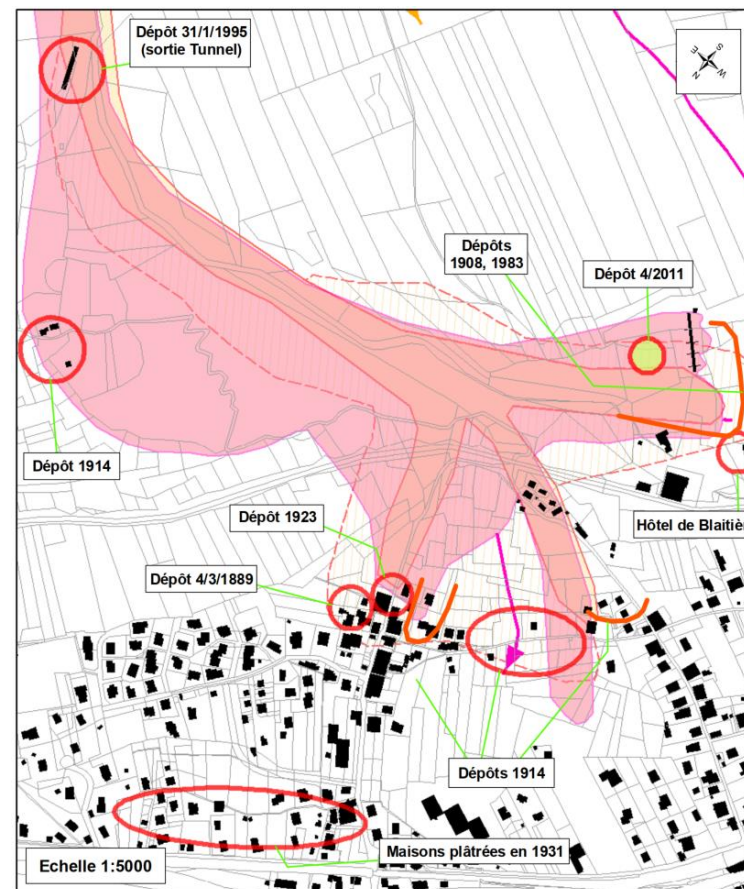 Dépôt 31/1/1995
(sortie Tunnel)
S
E
W
N
Dépôts
1908, 1983
Dépôt 4/2011
Dépôt 1914
Hôtel de Blaitiè
Dépôt 1923
Dépôt 4/3/1889
Dépôts 1914
Maisons plâtrées en 1931
Echelle 1:5000